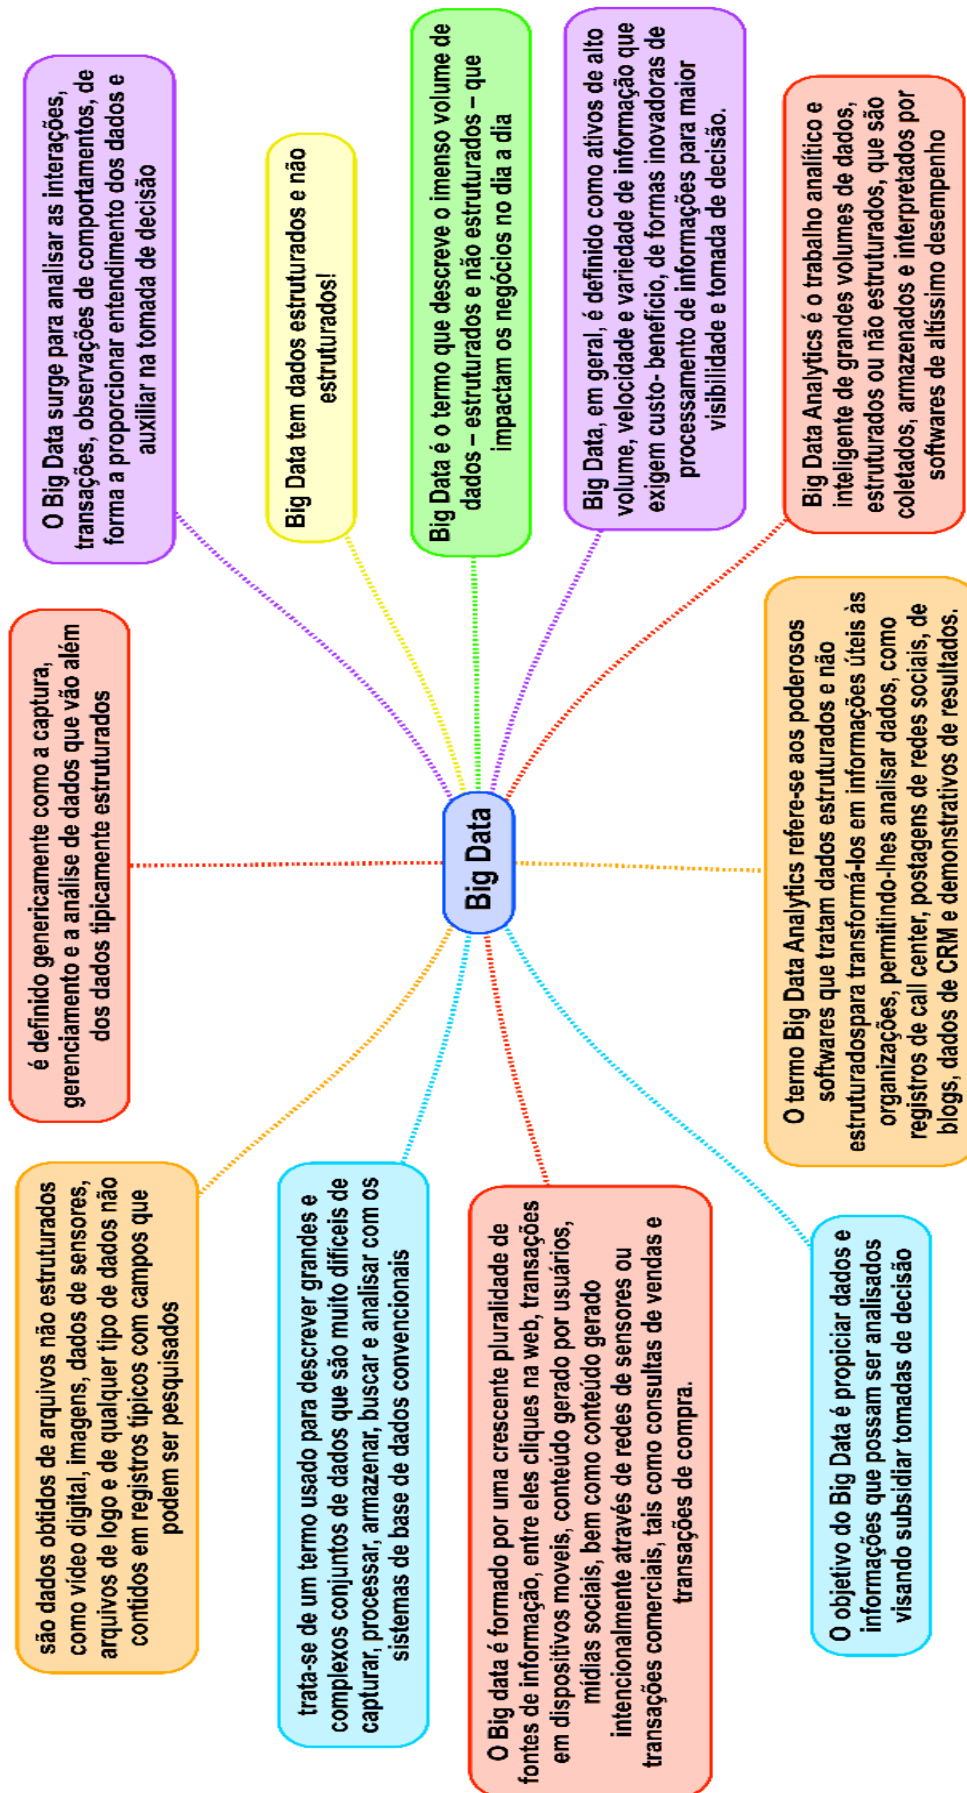 são dados obtidos de arquivos não estruturados
como vídeo digital, imagens, dados de sensores,
arquivos de logo e de qualquer tipo de dados não
contidos em registros típicos com campos que
podem ser pesquisados
é definido genericamente como a captura,
gerenciamento e a análise de dados que vão além
dos dados tipicamente estruturados
O Big Data surge para analisar as interações,
transações, observações de comportamentos, de
forma a proporcionar entendimento dos dados e
auxiliar na tomada de decisão
trata-se de um termo usado para descrever grandes e
complexos conjuntos de dados que são muito difíceis de
capturar, processar, armazenar, buscar e analisar com os
sistemas de base de dados convencionais
Big Data tem dados estruturados e não
estruturados!
O Big data é formado por uma crescente pluralidade de
fontes de informação, entre eles cliques na web, transações
em dispositivos moveis, conteúdo gerado por usuários,
mídias sociais, bem como conteúdo gerado
intencionalmente através de redes de sensores ou
transações comerciais, tais como consultas de vendas e
transações de compra.
Big Data
Big Data é o termo que descreve o imenso volume de
dados – estruturados e não estruturados – que
impactam os negócios no dia a dia
Big Data, em geral, é definido como ativos de alto
volume, velocidade e variedade de informação que
exigem custo- benefício, de formas inovadoras de
processamento de informações para maior
visibilidade e tomada de decisão.
O objetivo do Big Data é propiciar dados e
informações que possam ser analisados
visando subsidiar tomadas de decisão
O termo Big Data Analytics refere-se aos poderosos
softwares que tratam dados estruturados e não
estruturadospara transformá-los em informações úteis às
organizações, permitindo-lhes analisar dados, como
registros de call center, postagens de redes sociais, de
blogs, dados de CRM e demonstrativos de resultados.
Big Data Analytics é o trabalho analítico e
inteligente de grandes volumes de dados,
estruturados ou não estruturados, que são
coletados, armazenados e interpretados por
softwares de altíssimo desempenho